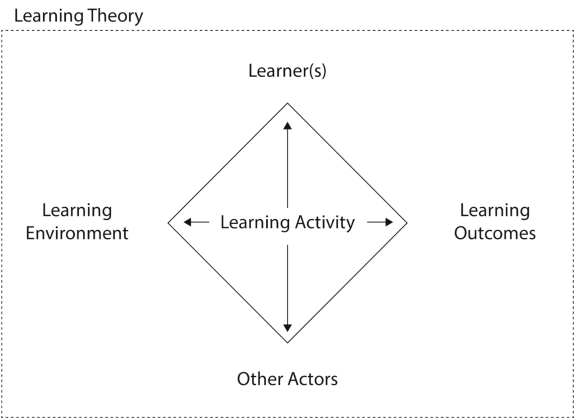 Learning Theory
Learner(s)
Learning
Environment
Learning Activity
Learning
Outcomes
Other Actors